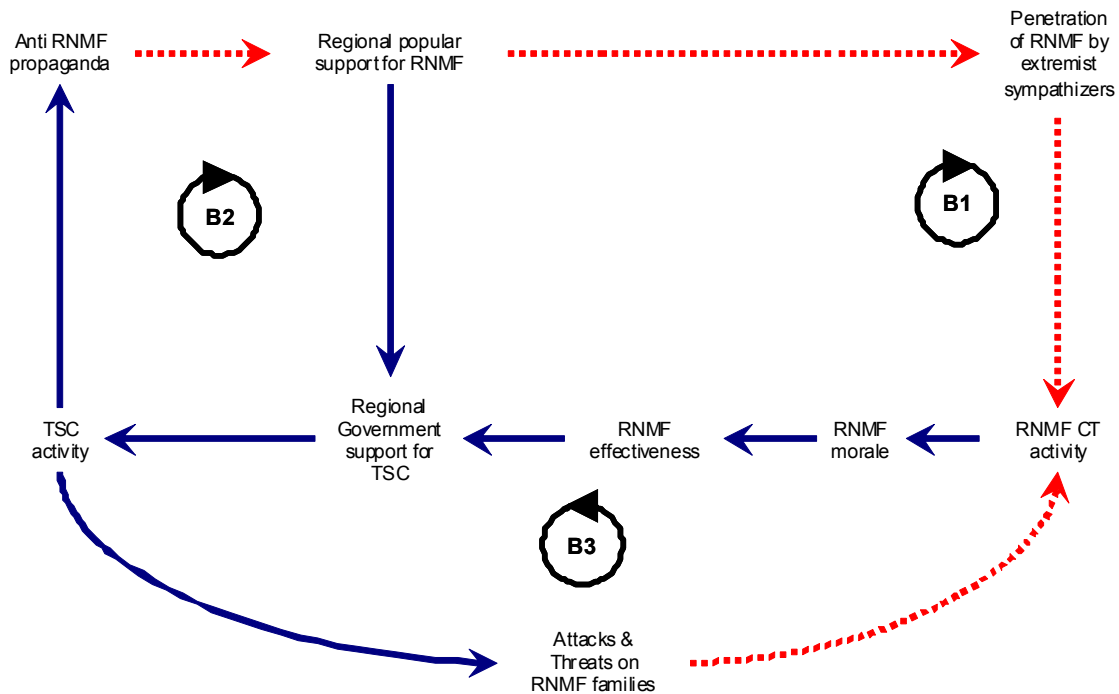 Anti RNMF
propaganda
Regional popular
support for RNMF
Penetration
of RNMF by
extremist
sympathizers
B2
B1
TSC
activity
Regional
Government
support for
TSC
RNMF
effectiveness
RNMF
morale
RNMF CT
activity
B3
Attacks &
Threats on
RNMF families